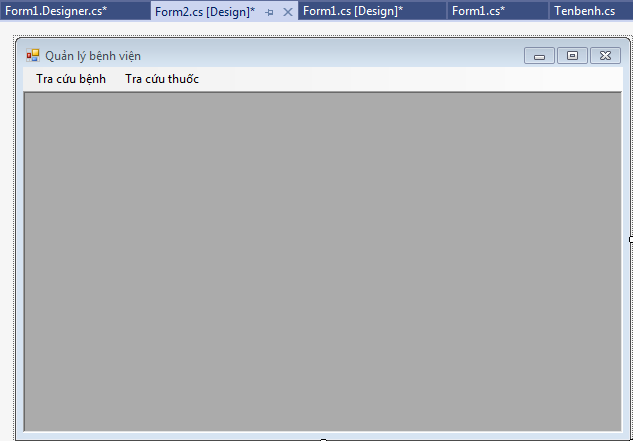 Form1.Designer.cs* Form2.cs [Design]* Form1.cs [Design]* Form1.cs* Tenbenh.cs
Quản lý bệnh viện
Tra cứu bệnh Tra cứu thuốc